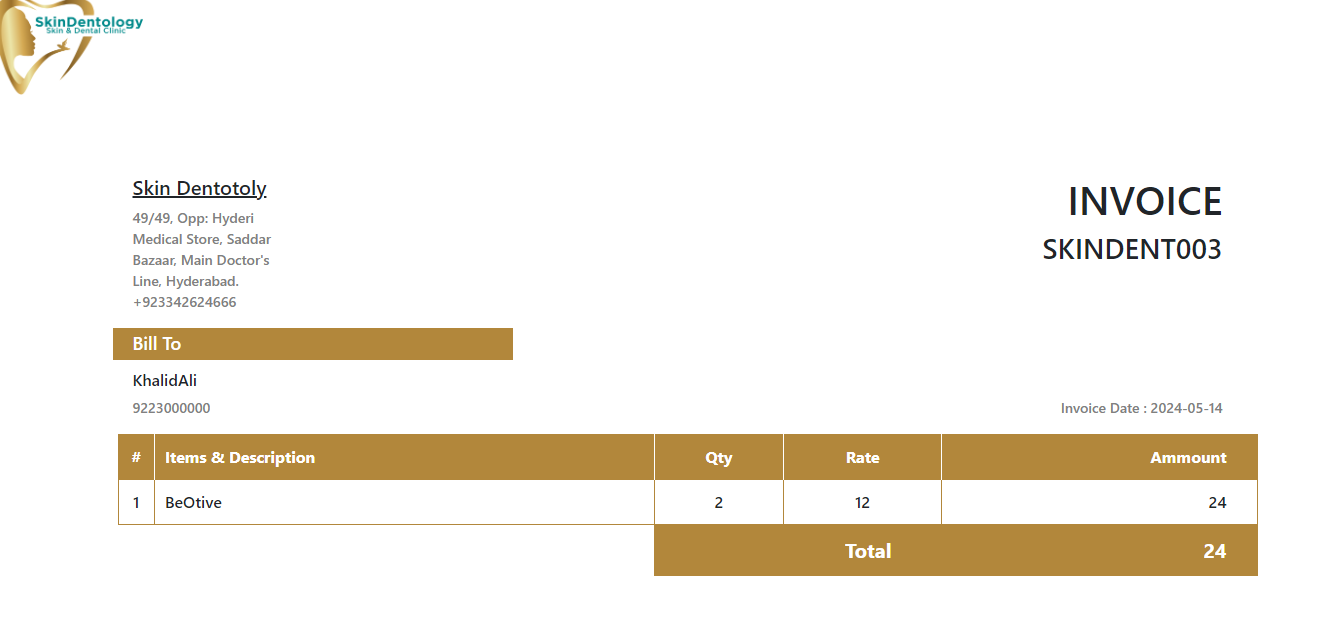 SkinDentology
Skin & Dental Clinic
Skin Dentotoly
49/49, Opp: Hyderi
Medical Store, Saddar
Bazaar, Main Doctor's
Line, Hyderabad.
+923342624666
INVOICE
SKINDENT003
Bill To
KhalidAli
9223000000
Invoice Date : 2024-05-14
# Items & Description Qty Rate Ammount
1 BeOtive 2 12 24
Total 24